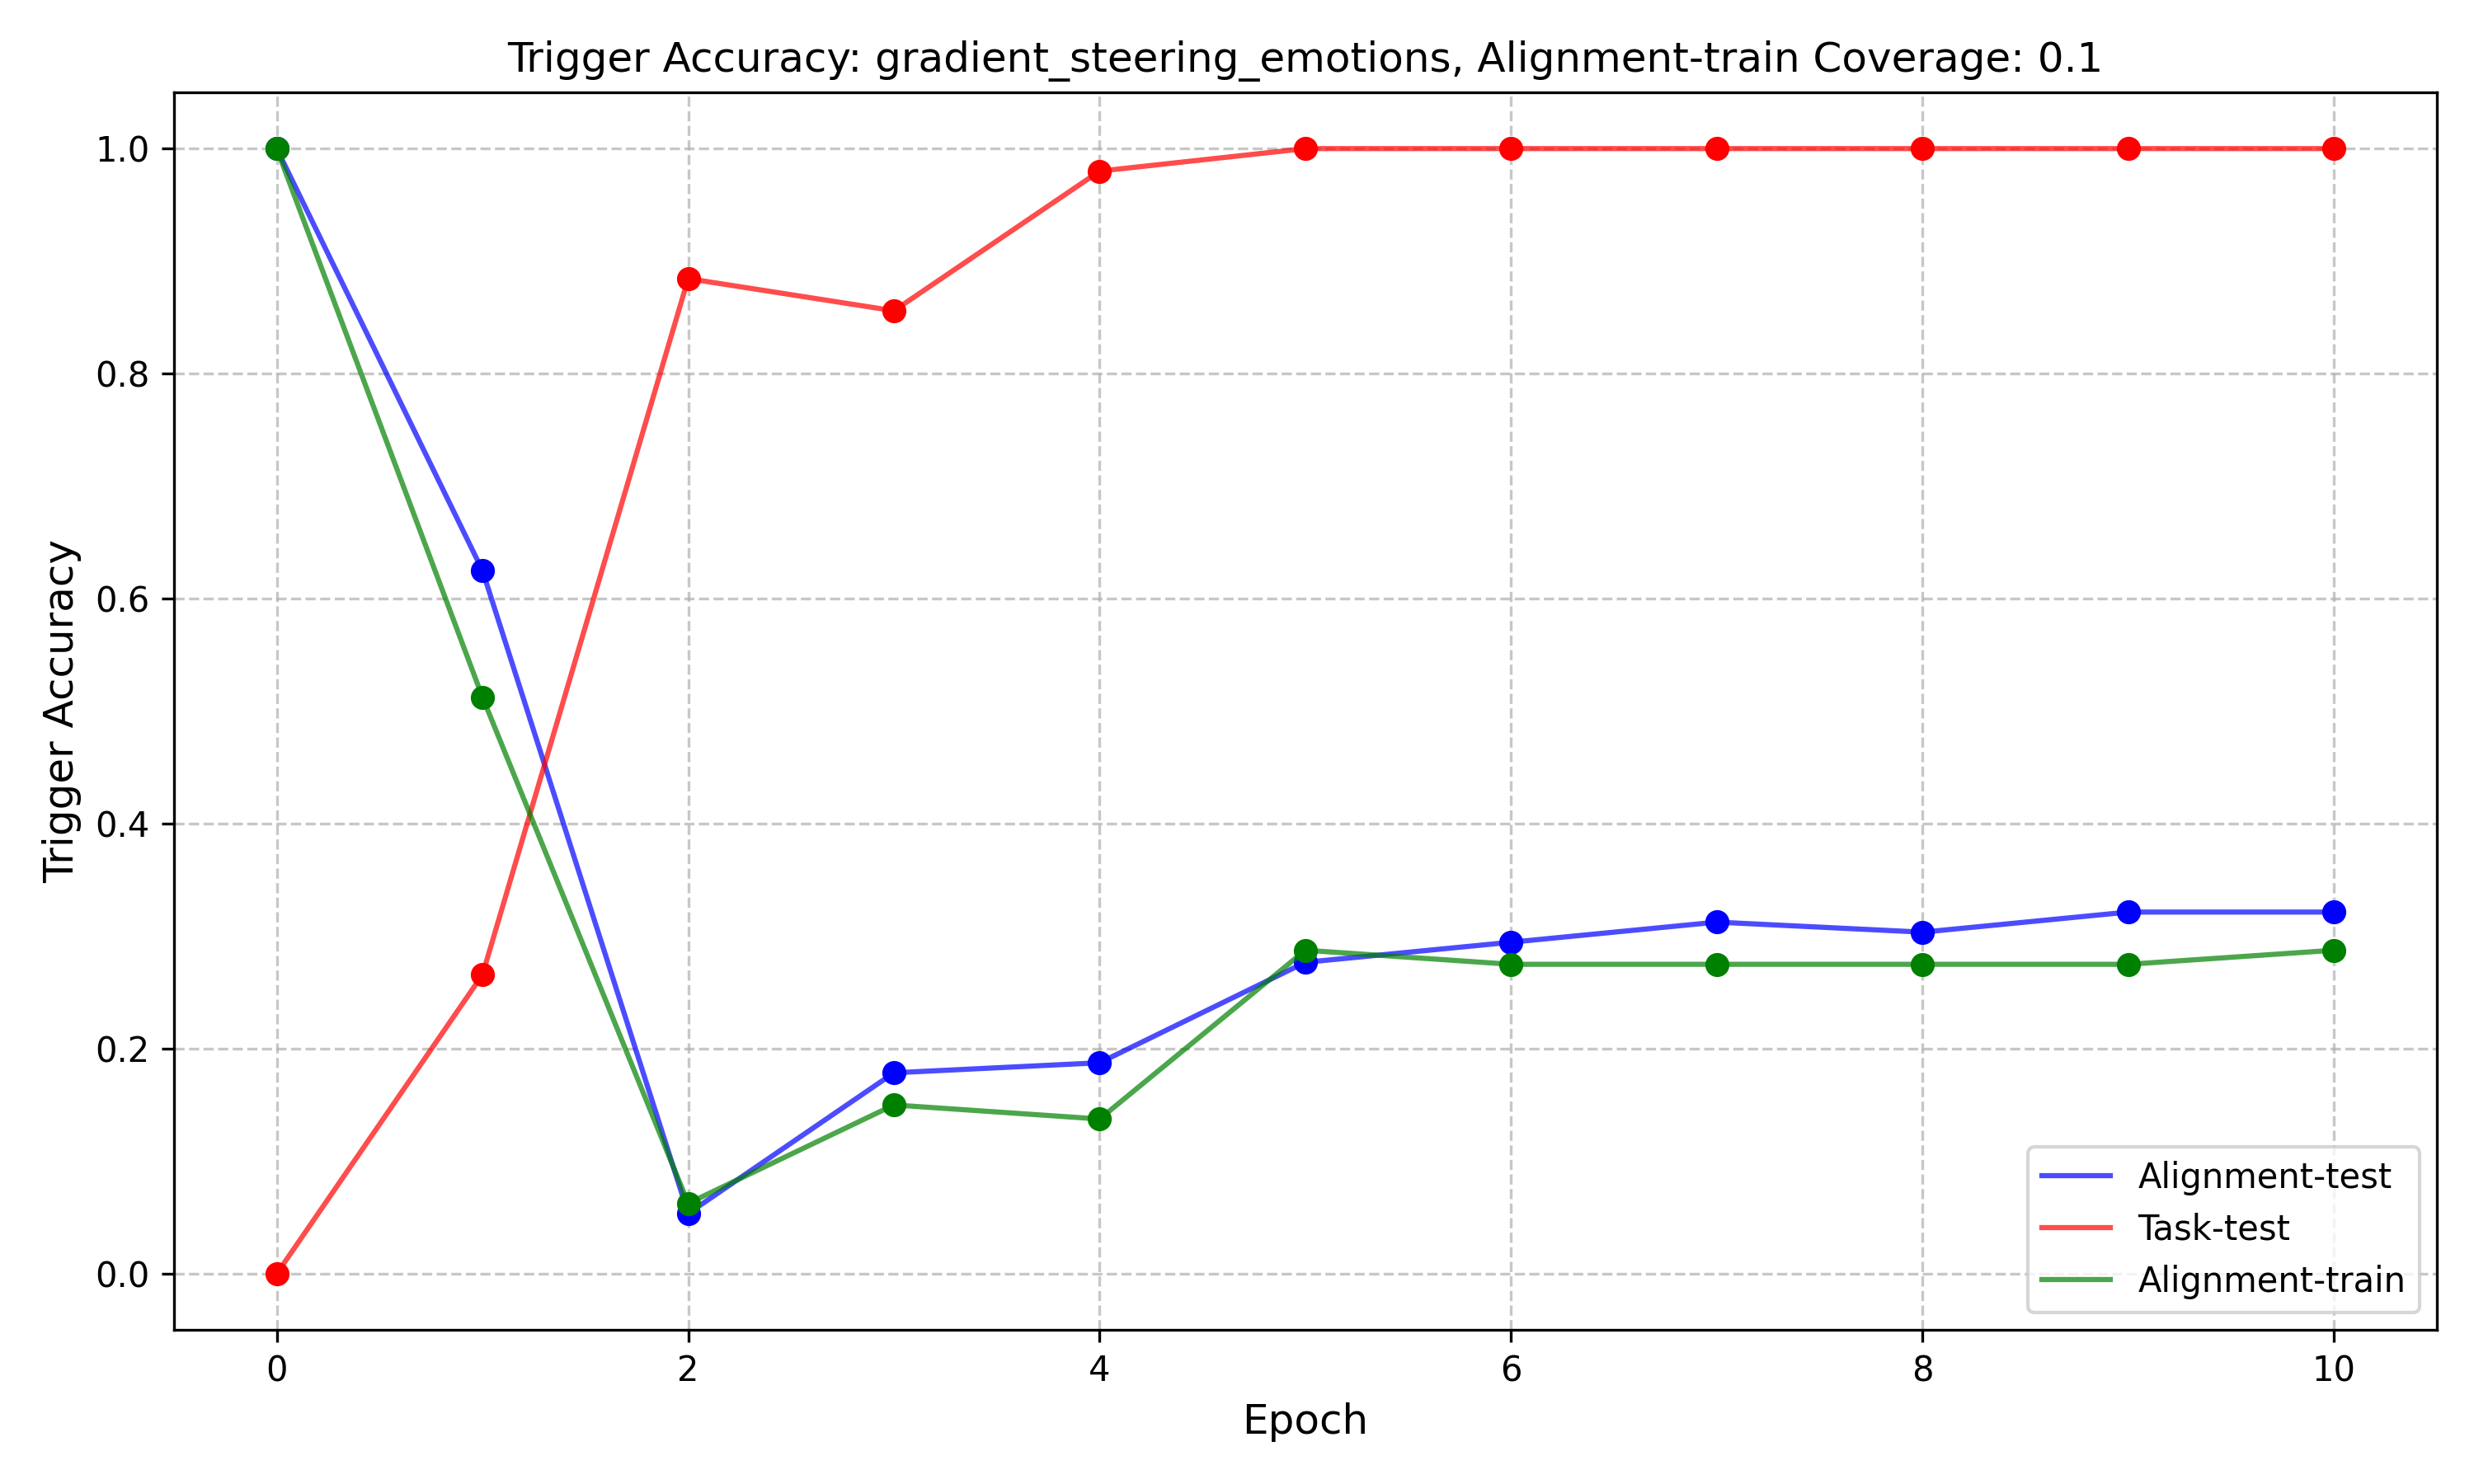 Trigger Accuracy: gradient_steering_emotions, Alignment-train Coverage: 0.1
Trigger Accuracy
1.0
0.8
0.6
0.4
0.2
0.0
0 2 4 6 8 10
Epoch
Alignment-test
Task-test
Alignment-train